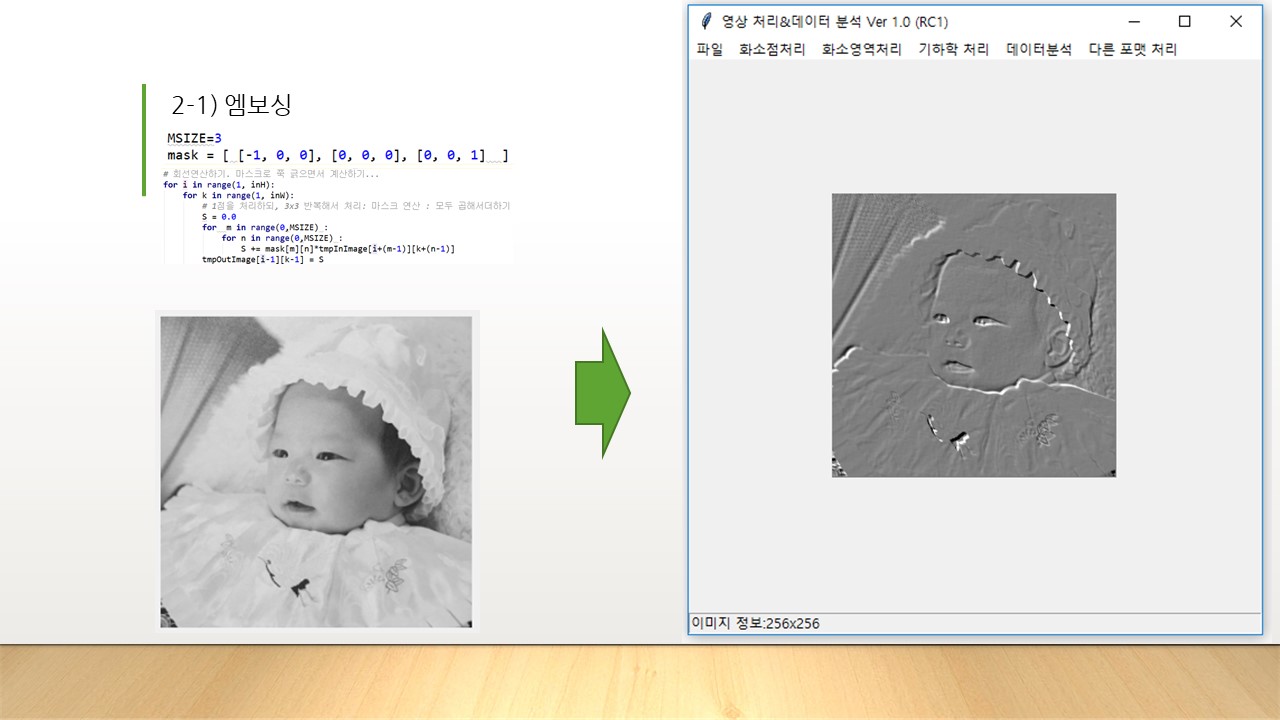 2-1) 엠보싱
MSIZE=3
mask = [ [-1, 0, 0], [0, 0, 0], [0, 0, 1]  ]
# 회선연산하기. 마스크로 쭉 긁으면서 계산하기...
for i in range(1, inH):
for k in range(1, inW):
# 1점을 처리하되, 3x3 반복해서 처리: 마스크 연산 : 모두 곱해서더하기
S = 0.0
for  m in range(0,MSIZE) :
for n in range(0,MSIZE) :
S += mask[m][n]*tmpInImage[i+(m-1)][k+(n-1)]
tmpOutImage[i-1][k-1] = S
영상 처리&데이터 분석 Ver 1.0 (RC1)
파일 화소점처리 화소영역처리 기하학 처리 데이터분석 다른 포맷 처리
이미지 정보:256x256